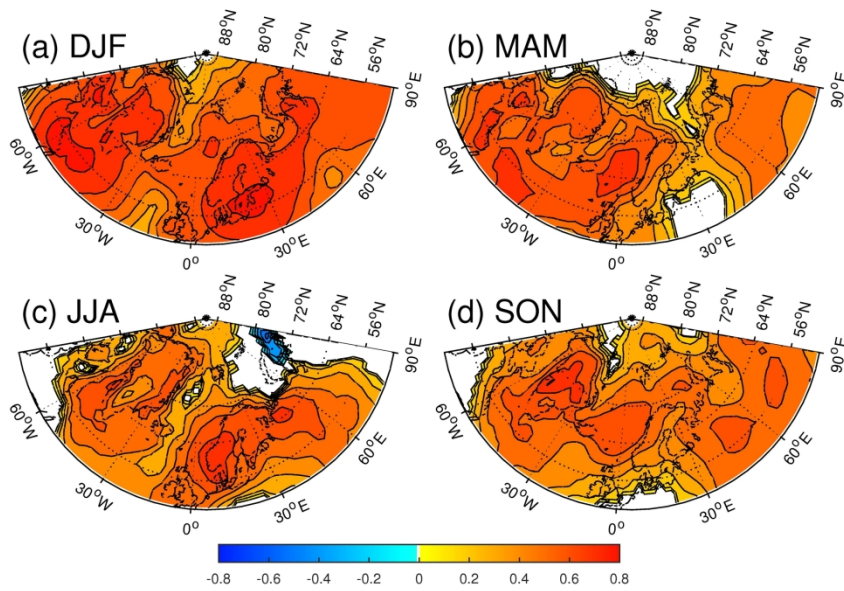 (a) DJF
88°N 80°N 72°N 64°N 56°N
90°E
60°W
60°E
30°W
30°E
0°
(b) MAM
88°N 80°N 72°N 64°N 56°N
90°E
60°W
60°E
30°W
30°E
0°
(c) JJA
88°N 80°N 72°N 64°N 56°N
90°E
60°W
60°E
30°W
30°E
0°
(d) SON
88°N 80°N 72°N 64°N 56°N
90°E
60°W
60°E
30°W
30°E
0°
-0.8 -0.6 -0.4 -0.2 0 0.2 0.4 0.6 0.8